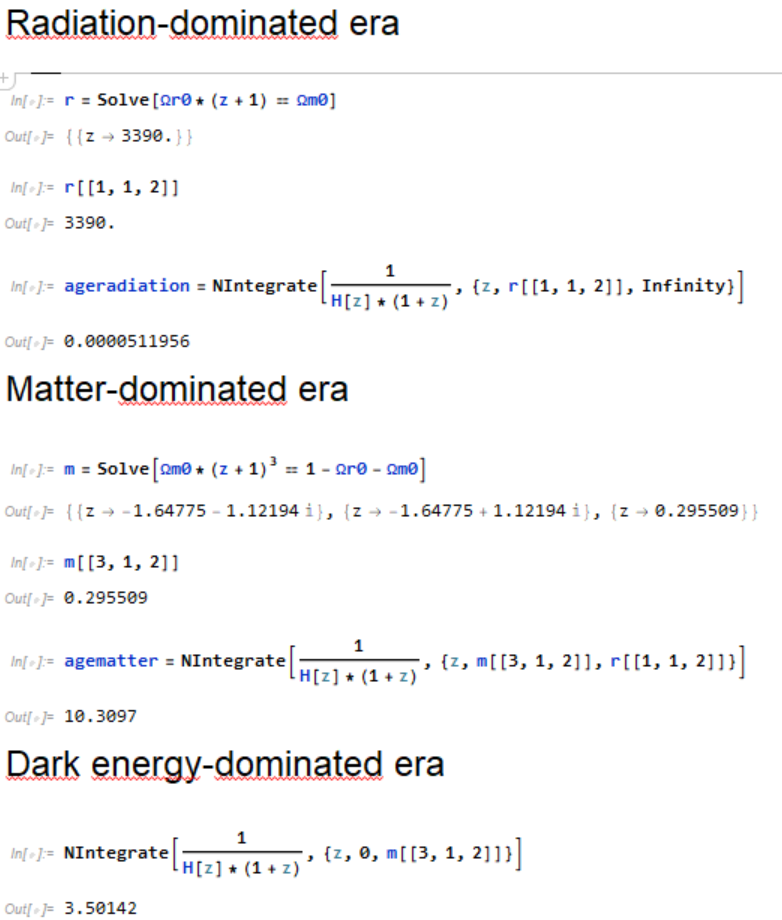 Radiation-dominated era
In[ ]:= r = Solve[Ωr0 * (z + 1) == Ωm0]
Out[ ]= {{z → 3390.}}
In[ ]:= r[[1, 1, 2]]
Out[ ]= 3390.
In[ ]:= ageradiation = NIntegrate[1/(H[z] * (1 + z)), {z, r[[1, 1, 2]], Infinity}]
Out[ ]= 0.0000511956
Matter-dominated era
In[ ]:= m = Solve[Ωm0 * (z + 1)^3 == 1 - Ωr0 - Ωm0]
Out[ ]= {{z → -1.64775 - 1.12194 i}, {z → -1.64775 + 1.12194 i}, {z → 0.295509}}
In[ ]:= m[[3, 1, 2]]
Out[ ]= 0.295509
In[ ]:= agematter = NIntegrate[1/(H[z] * (1 + z)), {z, m[[3, 1, 2]], r[[1, 1, 2]]}]
Out[ ]= 10.3097
Dark energy-dominated era
In[ ]:= NIntegrate[1/(H[z] * (1 + z)), {z, 0, m[[3, 1, 2]]}]
Out[ ]= 3.50142